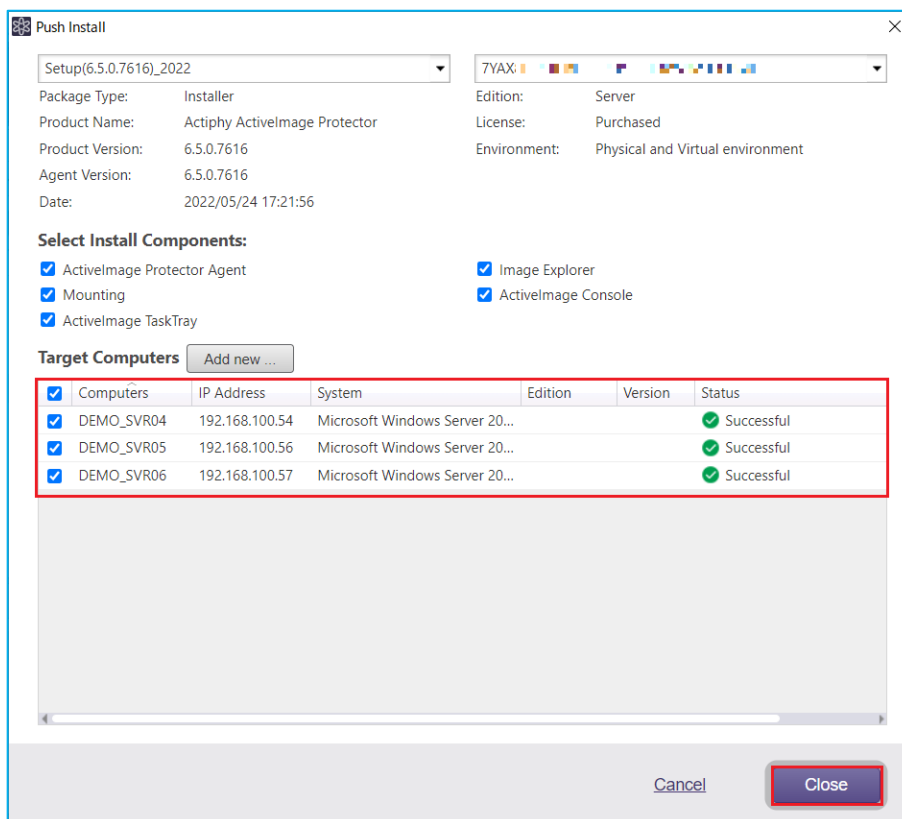 Push Install
Setup(6.5.0.7616)_2022
7YAX
Package Type: Installer
Edition: Server
Product Name: Actiphy ActiveImage Protector
License: Purchased
Product Version: 6.5.0.7616
Environment: Physical and Virtual environment
Agent Version: 6.5.0.7616
Date: 2022/05/24 17:21:56
Select Install Components:
ActiveImage Protector Agent
Image Explorer
Mounting
ActiveImage Console
ActiveImage TaskTray
Target Computers Add new ...
Computers IP Address System Edition Version Status
DEMO_SVR04 192.168.100.54 Microsoft Windows Server 20... Successful
DEMO_SVR05 192.168.100.56 Microsoft Windows Server 20... Successful
DEMO_SVR06 192.168.100.57 Microsoft Windows Server 20... Successful
Cancel Close